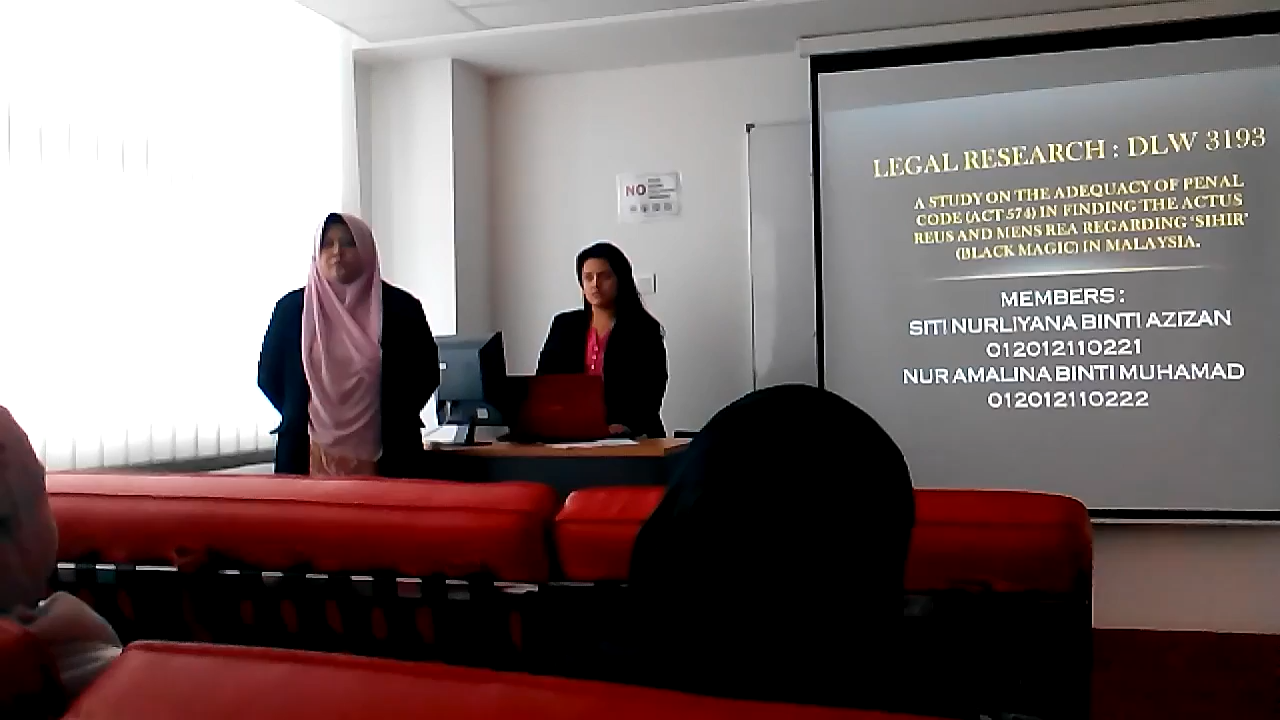 NO
LEGAL RESEARCH : DLW 3193
A STUDY ON THE ADEQUACY OF PENAL
CODE (ACT 574) IN FINDING THE ACTUS
REUS AND MENS REA REGARDING 'SIHIR'
(BLACK MAGIC) IN MALAYSIA.
MEMBERS :
SITI NURLIYANA BINTI AZIZAN
012012110221
NUR AMALINA BINTI MUHAMAD
012012110222